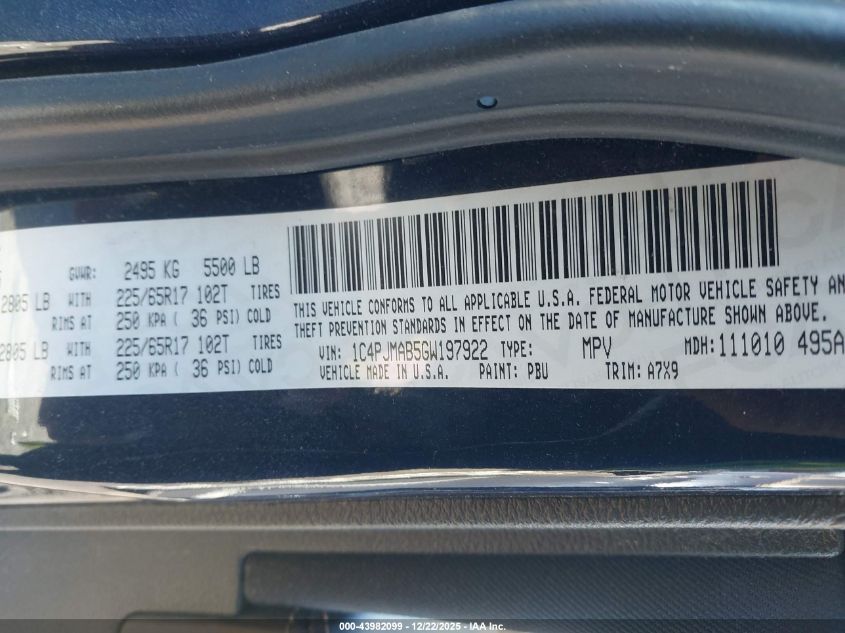 GVWR: 2495 KG 5500 LB
2805 LB WITH 225/65R17 102T TIRES
RIMS AT 250 KPA ( 36 PSI) COLD
2805 LB WITH 225/65R17 102T TIRES
RIMS AT 250 KPA ( 36 PSI) COLD
THIS VEHICLE CONFORMS TO ALL APPLICABLE U.S.A. FEDERAL MOTOR VEHICLE SAFETY AN
THEFT PREVENTION STANDARDS IN EFFECT ON THE DATE OF MANUFACTURE SHOWN ABOVE.
VIN: 1C4PJMAB5GW197922 TYPE: MPV MDH:111010 495A
VEHICLE MADE IN U.S.A. PAINT: PBU TRIM: A7X9
000-43982099 - 12/22/2025 - IAA Inc.